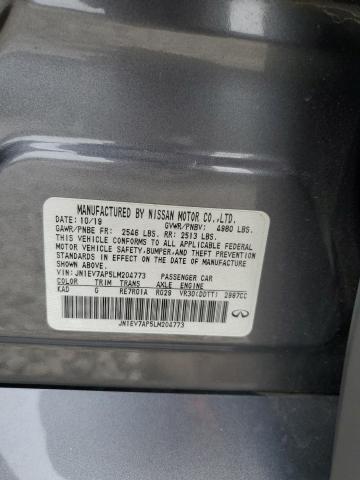 MANUFACTURED BY NISSAN MOTOR CO.,LTD.
DATE: 10/19 GVWR/PNBV: 4980 LBS.
GAWR/PNBE FR: 2546 LBS. RR: 2513 LBS.
THIS VEHICLE CONFORMS TO ALL APPLICABLE FEDERAL
MOTOR VEHICLE SAFETY,BUMPER,AND THEFT
PREVENTION STANDARDS IN EFFECT ON THE DATE OF MANUFACTURE
SHOWN ABOVE.
VIN : JN1EV7AP5LM204773 PASSENGER CAR
COLOR TRIM TRANS AXLE ENGINE
KAD G RE7R01A RG29 VR30(DDTT) 2997CC
JN1EV7AP5LM204773
INFINITI